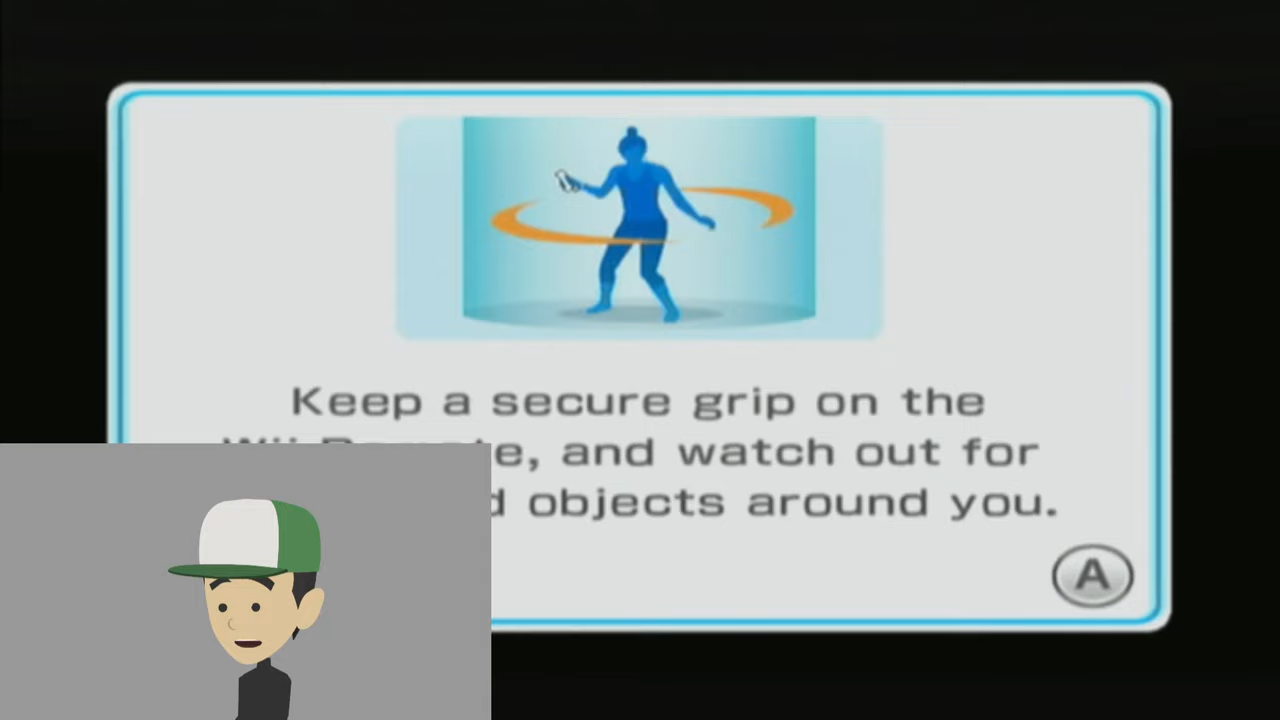 Keep a secure grip on the
e, and watch out for
d objects around you.
A